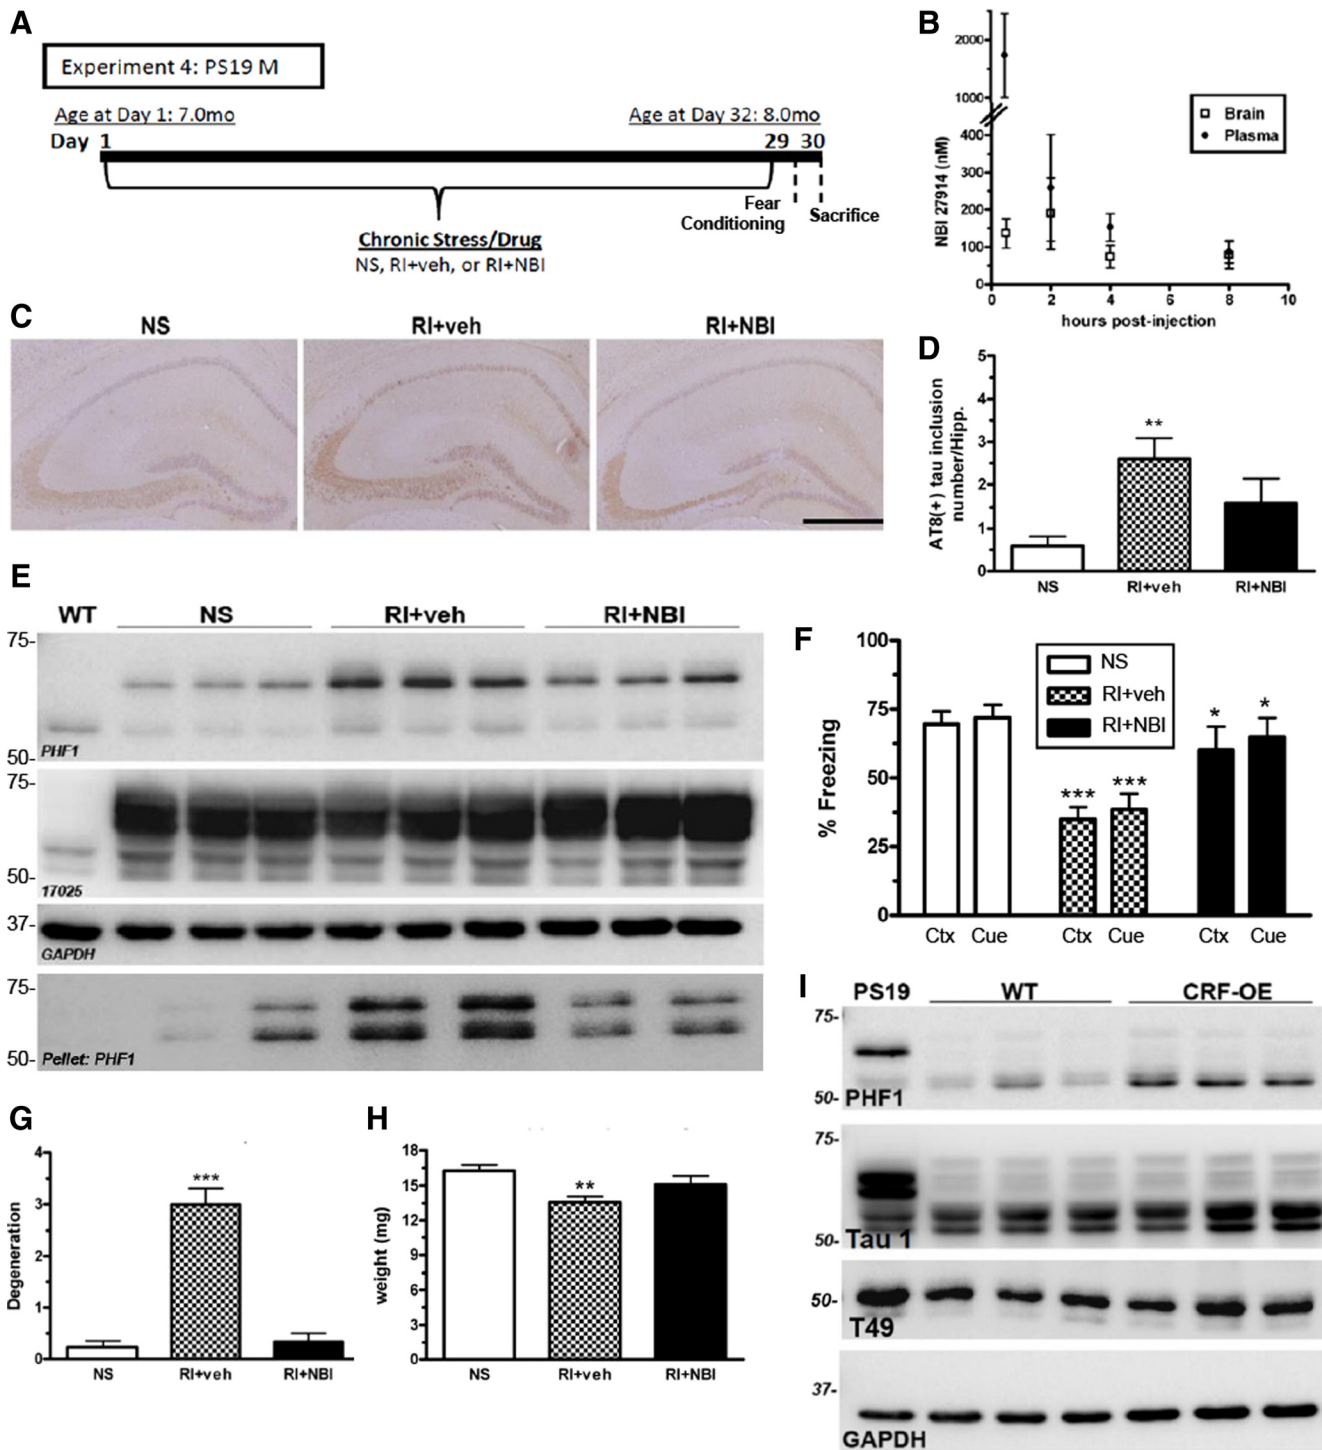 A
Experiment 4: PS19 M
Age at Day 1: 7.0mo
Age at Day 32: 8.0mo
Day 1
29 30
Fear
Conditioning
Sacrifice
Chronic Stress/Drug
NS, RI+veh, or RI+NBI
B
NBI 27914 (nM)
2000
1000
400
300
200
100
0
0 2 4 6 8 10
hours post-injection
Brain
Plasma
C
NS RI+veh RI+NBI
D
AT8(+) tau inclusion
number/Hipp.
5
4
3
2
1
0
**
NS RI+veh RI+NBI
E
WT NS RI+veh RI+NBI
75-
50-
PHF1
75-
50-
17025
37-
GAPDH
75-
50-
Pellet: PHF1
F
% Freezing
100
75
50
25
0
NS
RI+veh
RI+NBI
*** ***
* *
Ctx Cue Ctx Cue Ctx Cue
G
Degeneration
4
3
2
1
0
***
NS RI+veh RI+NBI
H
weight (mg)
18
15
12
9
6
3
0
**
NS RI+veh RI+NBI
I
PS19 WT CRF-OE
75-
50-
PHF1
75-
50-
Tau 1
50-
T49
37-
GAPDH